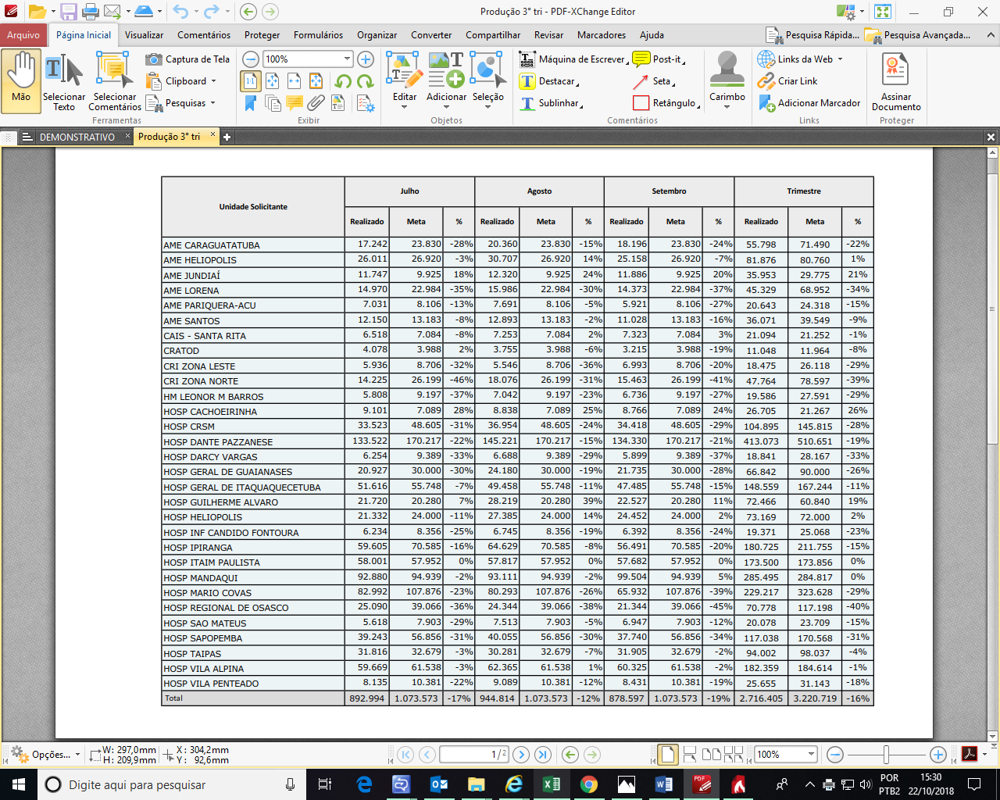 Produção 3° tri - PDF-XChange Editor
Arquivo Página Inicial Visualizar Comentários Proteger Formulários Organizar Converter Compartilhar Revisar Marcadores Ajuda Pesquisa Rápida... Pesquisa Avançada...
Mão
Selecionar Texto
Selecionar Comentários
Captura de Tela
Clipboard
Pesquisas
Ferramentas
100%
1:1
Exibir
Editar Adicionar Seleção
Objetos
Máquina de Escrever
Destacar
Sublinhar
Post-it
Seta
Retângulo
Carimbo
Comentários
Links da Web
Criar Link
Adicionar Marcador
Links
Assinar Documento
Proteger
DEMONSTRATIVO Produção 3° tri
Unidade Solicitante Julho Agosto Setembro Trimestre
Realizado Meta % Realizado Meta % Realizado Meta % Realizado Meta %
AME CARAGUATATUBA 17.242 23.830 -28% 20.360 23.830 -15% 18.196 23.830 -24% 55.798 71.490 -22%
AME HELIOPOLIS 26.011 26.920 -3% 30.707 26.920 14% 25.158 26.920 -7% 81.876 80.760 1%
AME JUNDIAÍ 11.747 9.925 18% 12.320 9.925 24% 11.886 9.925 20% 35.953 29.775 21%
AME LORENA 14.970 22.984 -35% 15.986 22.984 -30% 14.373 22.984 -37% 45.329 68.952 -34%
AME PARIQUERA-ACU 7.031 8.106 -13% 7.691 8.106 -5% 5.921 8.106 -27% 20.643 24.318 -15%
AME SANTOS 12.150 13.183 -8% 12.893 13.183 -2% 11.028 13.183 -16% 36.071 39.549 -9%
CAIS - SANTA RITA 6.518 7.084 -8% 7.253 7.084 2% 7.323 7.084 3% 21.094 21.252 -1%
CRATOD 4.078 3.988 2% 3.755 3.988 -6% 3.215 3.988 -19% 11.048 11.964 -8%
CRI ZONA LESTE 5.936 8.706 -32% 5.546 8.706 -36% 6.993 8.706 -20% 18.475 26.118 -29%
CRI ZONA NORTE 14.225 26.199 -46% 18.076 26.199 -31% 15.463 26.199 -41% 47.764 78.597 -39%
HM LEONOR M BARROS 5.808 9.197 -37% 7.042 9.197 -23% 6.736 9.197 -27% 19.586 27.591 -29%
HOSP CACHOEIRINHA 9.101 7.089 28% 8.838 7.089 25% 8.766 7.089 24% 26.705 21.267 26%
HOSP CRSM 33.523 48.605 -31% 36.954 48.605 -24% 34.418 48.605 -29% 104.895 145.815 -28%
HOSP DANTE PAZZANESE 133.522 170.217 -22% 145.221 170.217 -15% 134.330 170.217 -21% 413.073 510.651 -19%
HOSP DARCY VARGAS 6.254 9.389 -33% 6.688 9.389 -29% 5.899 9.389 -37% 18.841 28.167 -33%
HOSP GERAL DE GUAIANASES 20.927 30.000 -30% 24.180 30.000 -19% 21.735 30.000 -28% 66.842 90.000 -26%
HOSP GERAL DE ITAQUAQUECETUBA 51.616 55.748 -7% 49.458 55.748 -11% 47.485 55.748 -15% 148.559 167.244 -11%
HOSP GUILHERME ALVARO 21.720 20.280 7% 28.219 20.280 39% 22.527 20.280 11% 72.466 60.840 19%
HOSP HELIOPOLIS 21.332 24.000 -11% 27.385 24.000 14% 24.452 24.000 2% 73.169 72.000 2%
HOSP INF CANDIDO FONTOURA 6.234 8.356 -25% 6.745 8.356 -19% 6.392 8.356 -24% 19.371 25.068 -23%
HOSP IPIRANGA 59.605 70.585 -16% 64.629 70.585 -8% 56.491 70.585 -20% 180.725 211.755 -15%
HOSP ITAIM PAULISTA 58.001 57.952 0% 57.817 57.952 0% 57.682 57.952 0% 173.500 173.856 0%
HOSP MANDAQUI 92.880 94.939 -2% 93.111 94.939 -2% 99.504 94.939 5% 285.495 284.817 0%
HOSP MARIO COVAS 82.992 107.876 -23% 80.293 107.876 -26% 65.932 107.876 -39% 229.217 323.628 -29%
HOSP REGIONAL DE OSASCO 25.090 39.066 -36% 24.344 39.066 -38% 21.344 39.066 -45% 70.778 117.198 -40%
HOSP SAO MATEUS 5.618 7.903 -29% 7.513 7.903 -5% 6.947 7.903 -12% 20.078 23.709 -15%
HOSP SAPOPEMBA 39.243 56.856 -31% 40.055 56.856 -30% 37.740 56.856 -34% 117.038 170.568 -31%
HOSP TAIPAS 31.816 32.679 -3% 30.281 32.679 -7% 31.905 32.679 -2% 94.002 98.037 -4%
HOSP VILA ALPINA 59.669 61.538 -3% 62.365 61.538 1% 60.325 61.538 -2% 182.359 184.614 -1%
HOSP VILA PENTEADO 8.135 10.381 -22% 9.089 10.381 -12% 8.431 10.381 -19% 25.655 31.143 -18%
Total 892.994 1.073.573 -17% 944.814 1.073.573 -12% 878.597 1.073.573 -19% 2.716.405 3.220.719 -16%
Opções... W: 297,0mm X : 304,2mm
H: 209,9mm Y : 92,6mm
1/2 100%
Digite aqui para pesquisar
POR 15:30
PTB2 22/10/2018